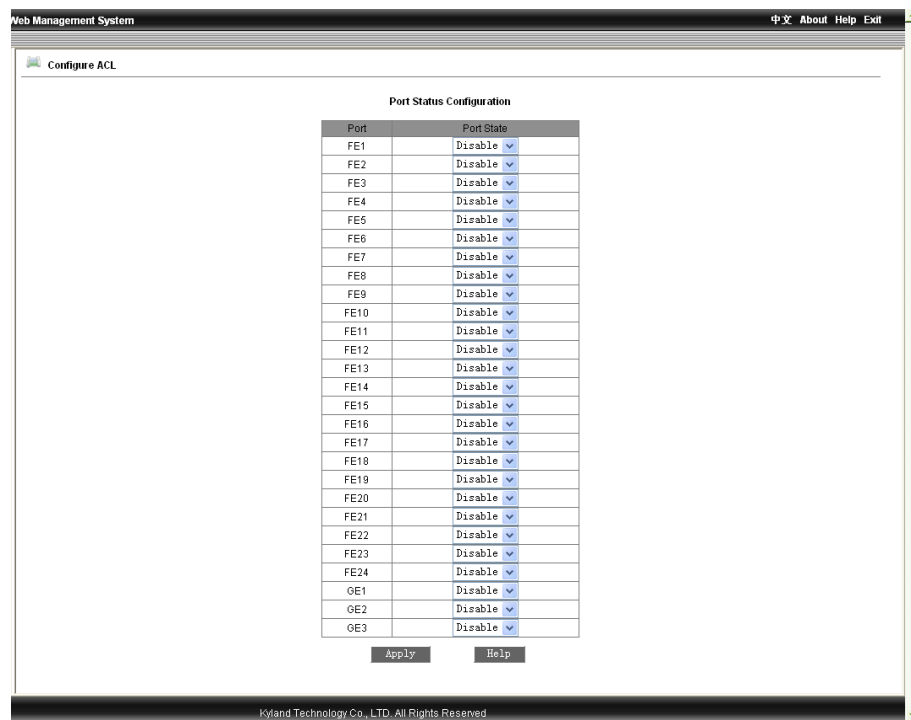 Web Management System 中文 About Help Exit
Configure ACL
Port Status Configuration
Port Port State
FE1 Disable
FE2 Disable
FE3 Disable
FE4 Disable
FE5 Disable
FE6 Disable
FE7 Disable
FE8 Disable
FE9 Disable
FE10 Disable
FE11 Disable
FE12 Disable
FE13 Disable
FE14 Disable
FE15 Disable
FE16 Disable
FE17 Disable
FE18 Disable
FE19 Disable
FE20 Disable
FE21 Disable
FE22 Disable
FE23 Disable
FE24 Disable
GE1 Disable
GE2 Disable
GE3 Disable
Apply Help
Kyland Technology Co., LTD. All Rights Reserved